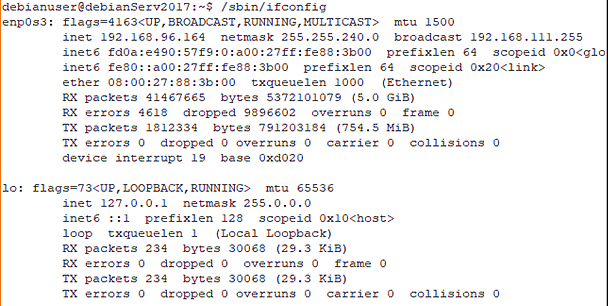 debianuser@debianServ2017:~$ /sbin/ifconfig
enp0s3: flags=4163<UP,BROADCAST,RUNNING,MULTICAST>  mtu 1500
        inet 192.168.96.164  netmask 255.255.240.0  broadcast 192.168.111.255
        inet6 fd0a:e490:57f9:0:a00:27ff:fe88:3b00  prefixlen 64  scopeid 0x0<glo
        inet6 fe80::a00:27ff:fe88:3b00  prefixlen 64  scopeid 0x20<link>
        ether 08:00:27:88:3b:00  txqueuelen 1000  (Ethernet)
        RX packets 41467665  bytes 5372101079 (5.0 GiB)
        RX errors 4618  dropped 9896602  overruns 0  frame 0
        TX packets 1812334  bytes 791203184 (754.5 MiB)
        TX errors 0  dropped 0 overruns 0  carrier 0  collisions 0
        device interrupt 19  base 0xd020
lo: flags=73<UP,LOOPBACK,RUNNING>  mtu 65536
        inet 127.0.0.1  netmask 255.0.0.0
        inet6 ::1  prefixlen 128  scopeid 0x10<host>
        loop  txqueuelen 1  (Local Loopback)
        RX packets 234  bytes 30068 (29.3 KiB)
        RX errors 0  dropped 0  overruns 0  frame 0
        TX packets 234  bytes 30068 (29.3 KiB)
        TX errors 0  dropped 0 overruns 0  carrier 0  collisions 0